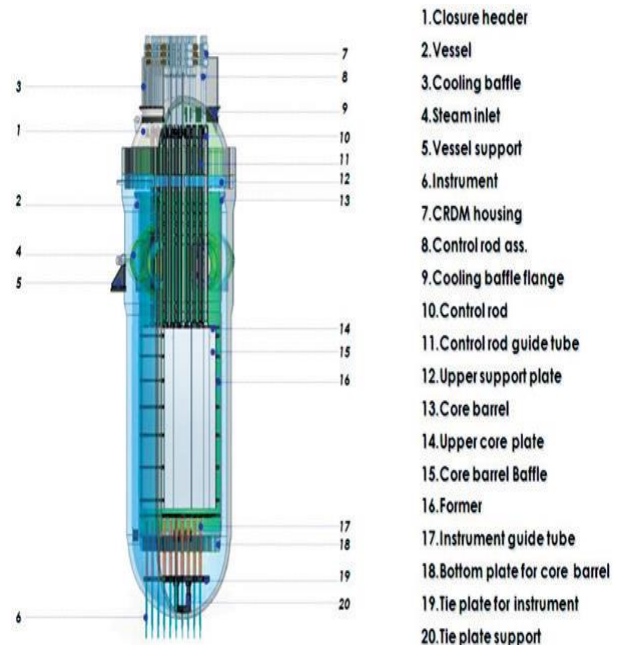 3
1
2
4
5
6
7
8
9
10
11
12
13
14
15
16
17
18
19
20
1.Closure header
2.Vessel
3.Cooling baffle
4.Steam inlet
5.Vessel support
6.Instrument
7.CRDM housing
8.Control rod ass.
9.Cooling baffle flange
10.Control rod
11.Control rod guide tube
12.Upper support plate
13.Core barrel
14.Upper core plate
15.Core barrel Baffle
16.Former
17.Instrument guide tube
18.Bottom plate for core barrel
19.Tie plate for instrument
20.Tie plate support